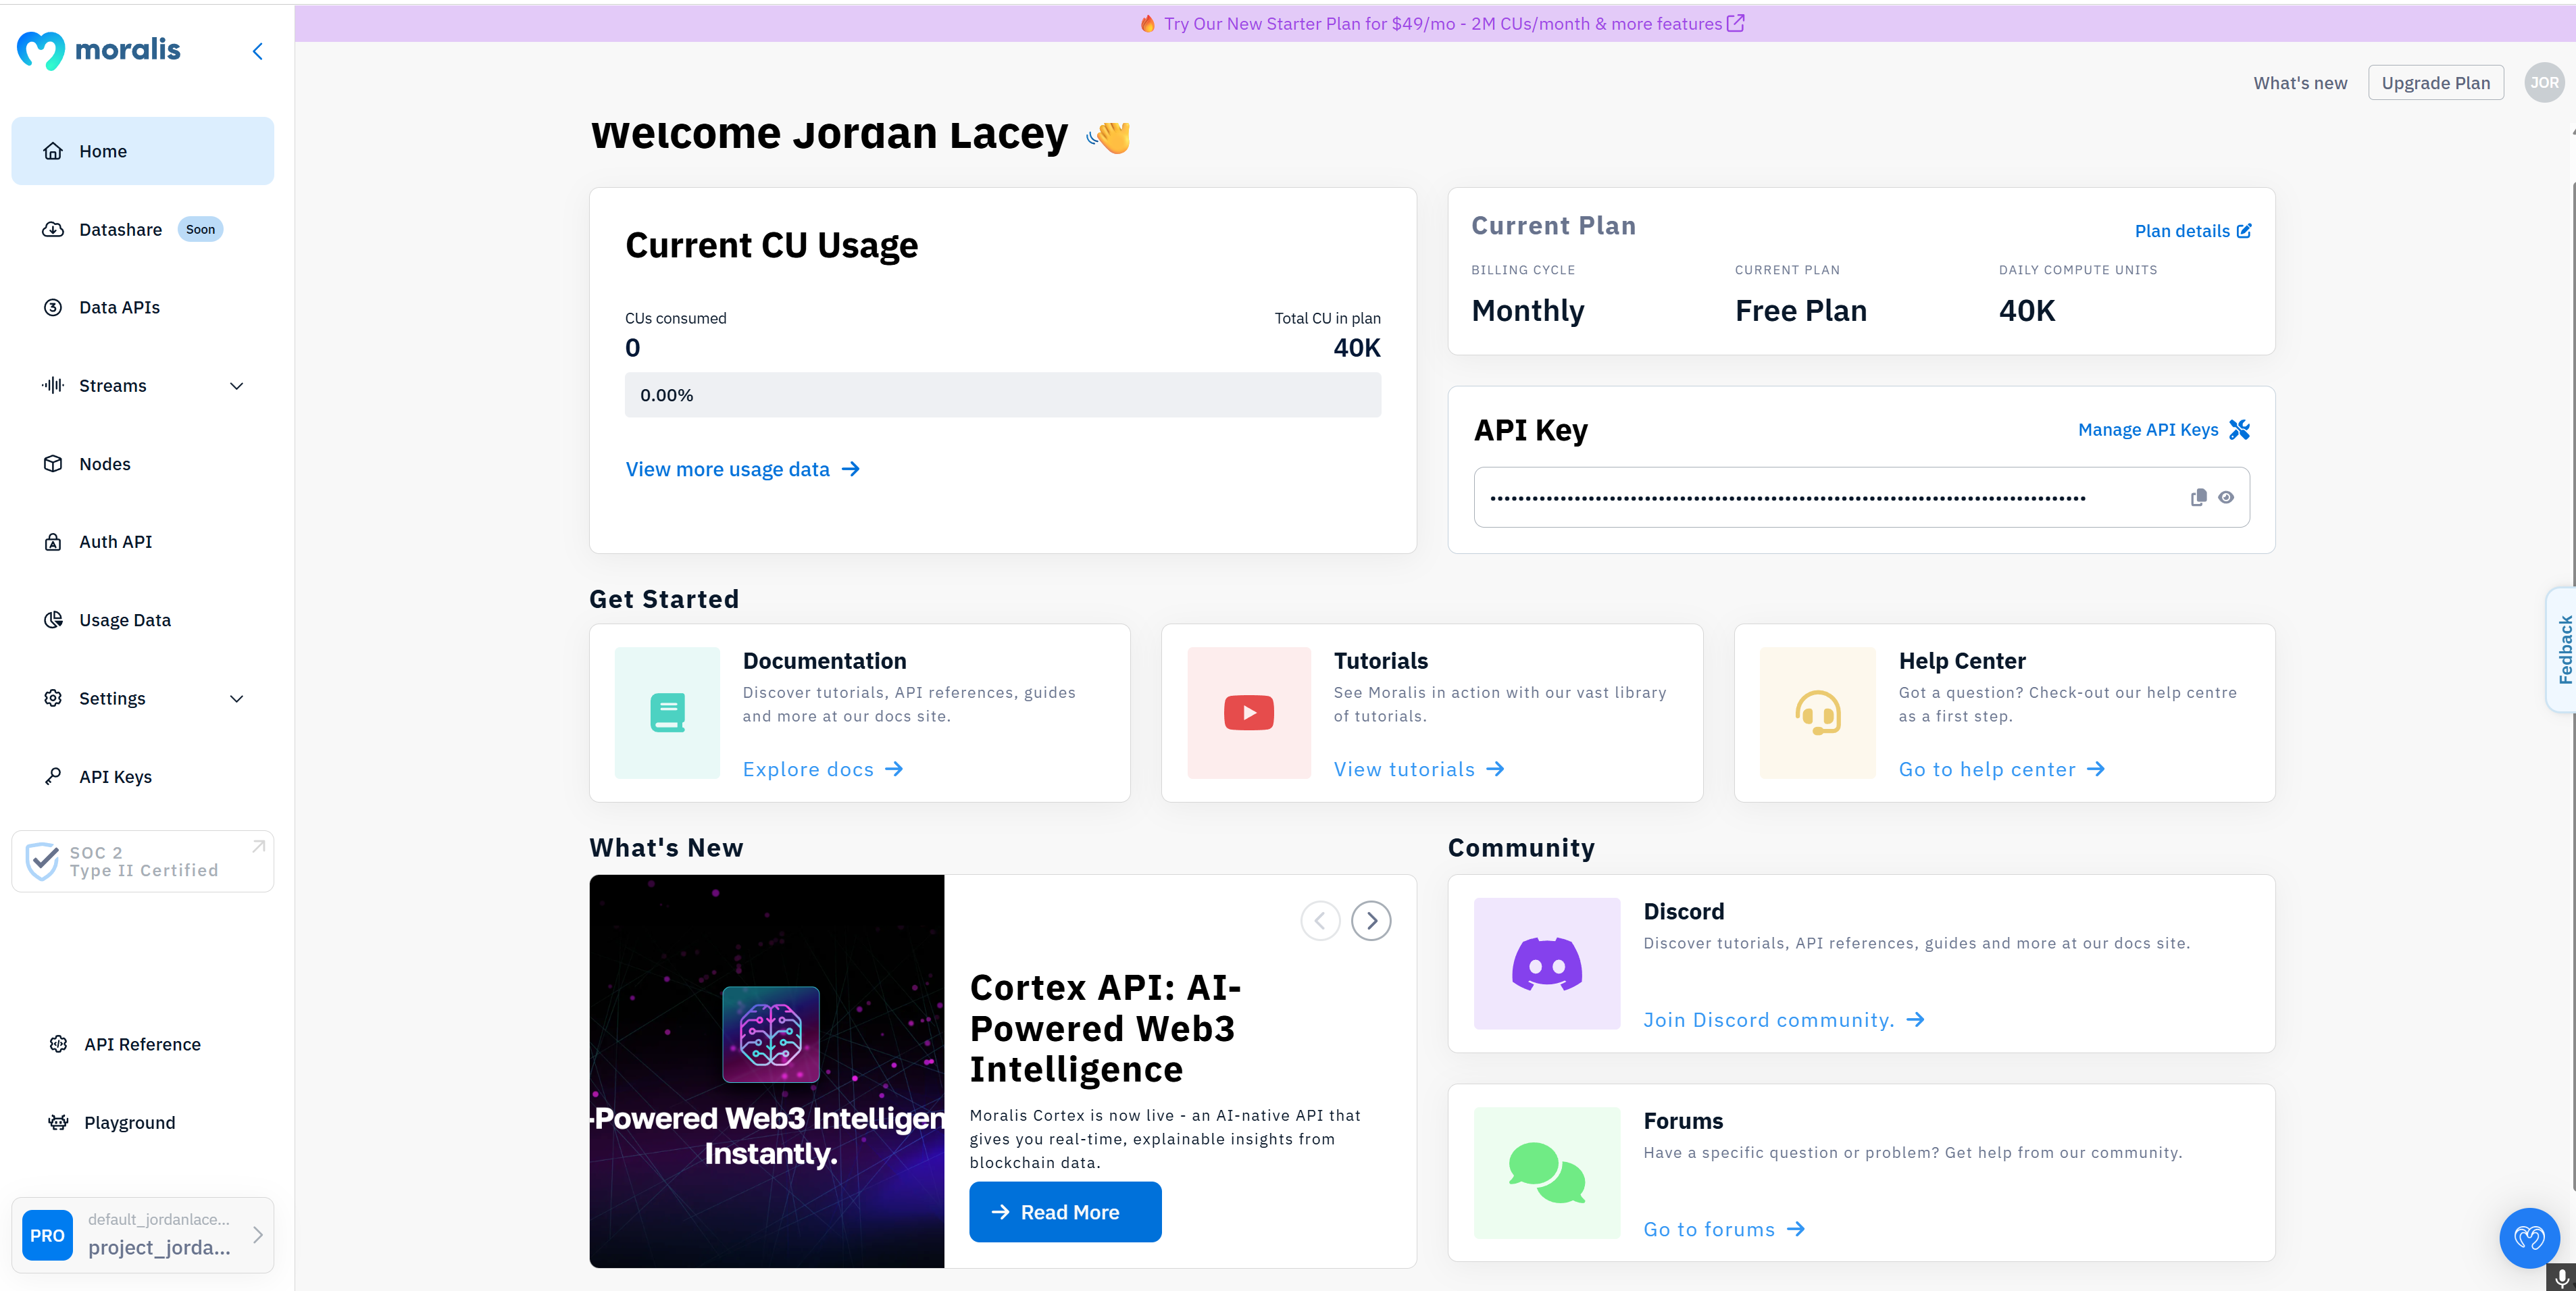 Try Our New Starter Plan for $49/mo - 2M CUs/month & more features
moralis
What's new
Upgrade Plan
JOR
Home
Datashare
Soon
Data APIs
Streams
Nodes
Auth API
Usage Data
Settings
API Keys
SOC 2
Type II Certified
API Reference
Playground
PRO
default_jordanlace...
project_jorda...
Welcome Jordan Lacey
Current CU Usage
CUs consumed
Total CU in plan
0
40K
0.00%
View more usage data
Current Plan
Plan details
BILLING CYCLE
CURRENT PLAN
DAILY COMPUTE UNITS
Monthly
Free Plan
40K
API Key
Manage API Keys
Get Started
Documentation
Discover tutorials, API references, guides
and more at our docs site.
Explore docs
Tutorials
See Moralis in action with our vast library
of tutorials.
View tutorials
Help Center
Got a question? Check-out our help centre
as a first step.
Go to help center
Feedback
What's New
-Powered Web3 Intelligen
Instantly.
Cortex API: AI-
Powered Web3
Intelligence
Moralis Cortex is now live - an AI-native API that
gives you real-time, explainable insights from
blockchain data.
Read More
Community
Discord
Discover tutorials, API references, guides and more at our docs site.
Join Discord community.
Forums
Have a specific question or problem? Get help from our community.
Go to forums